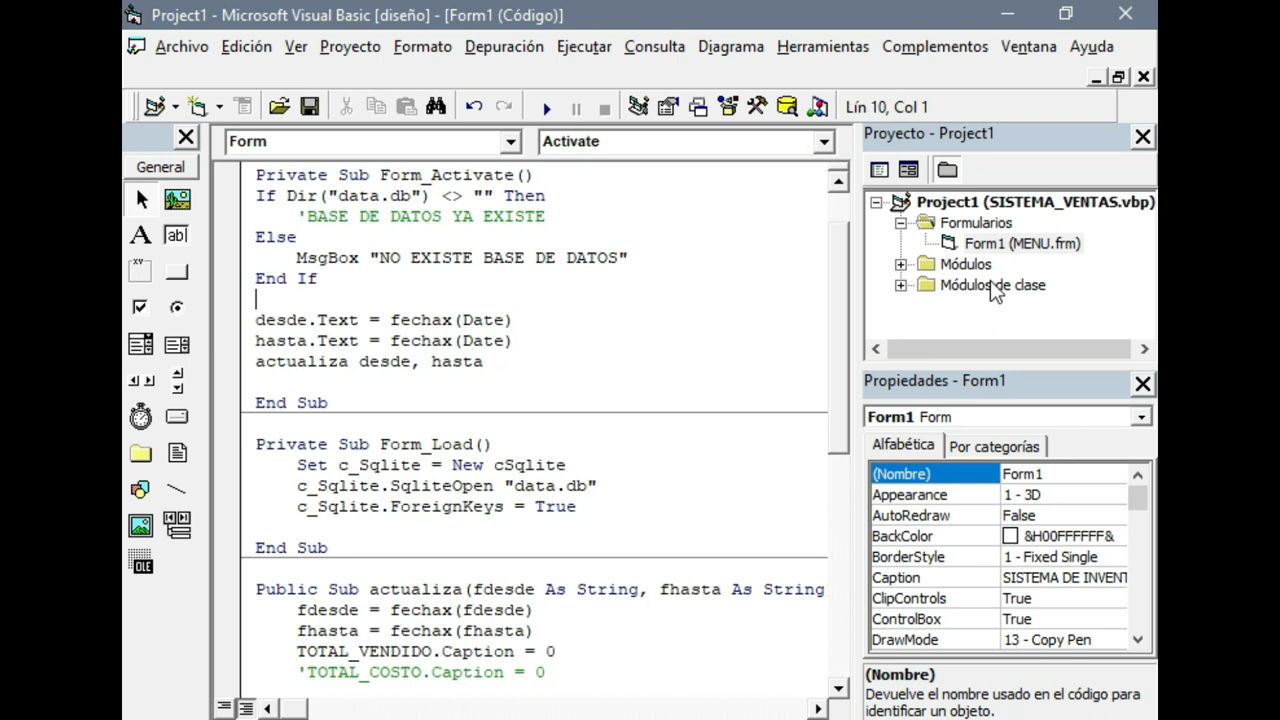 Project1 - Microsoft Visual Basic [diseño] - [Form1 (Código)]
Archivo Edición Ver Proyecto Formato Depuración Ejecutar Consulta Diagrama Herramientas Complementos Ventana Ayuda
Lín 10, Col 1
General
A
ab|
XY
OLE
Form
Activate
Private Sub Form_Activate()
If Dir("data.db") <> "" Then
'BASE DE DATOS YA EXISTE
Else
MsgBox "NO EXISTE BASE DE DATOS"
End If
desde.Text = fechax(Date)
hasta.Text = fechax(Date)
actualiza desde, hasta
End Sub
Private Sub Form_Load()
Set c_Sqlite = New cSqlite
c_Sqlite.SqliteOpen "data.db"
c_Sqlite.ForeignKeys = True
End Sub
Public Sub actualiza(fdesde As String, fhasta As String
fdesde = fechax(fdesde)
fhasta = fechax(fhasta)
TOTAL_VENDIDO.Caption = 0
'TOTAL_COSTO.Caption = 0
Proyecto - Project1
Project1 (SISTEMA_VENTAS.vbp)
Formularios
Form1 (MENU.frm)
Módulos
Módulos de clase
Propiedades - Form1
Form1 Form
Alfabética Por categorías
(Nombre) Form1
Appearance 1 - 3D
AutoRedraw False
BackColor &H00FFFFFF&
BorderStyle 1 - Fixed Single
Caption SISTEMA DE INVENT
ClipControls True
ControlBox True
DrawMode 13 - Copy Pen
(Nombre)
Devuelve el nombre usado en el código para
identificar un objeto.